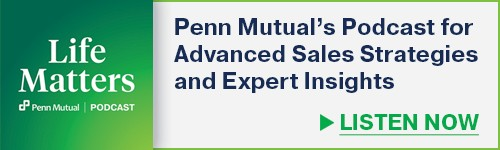 Life
Matters
Penn Mutual | PODCAST
Penn Mutual's Podcast for
Advanced Sales Strategies
and Expert Insights
LISTEN NOW